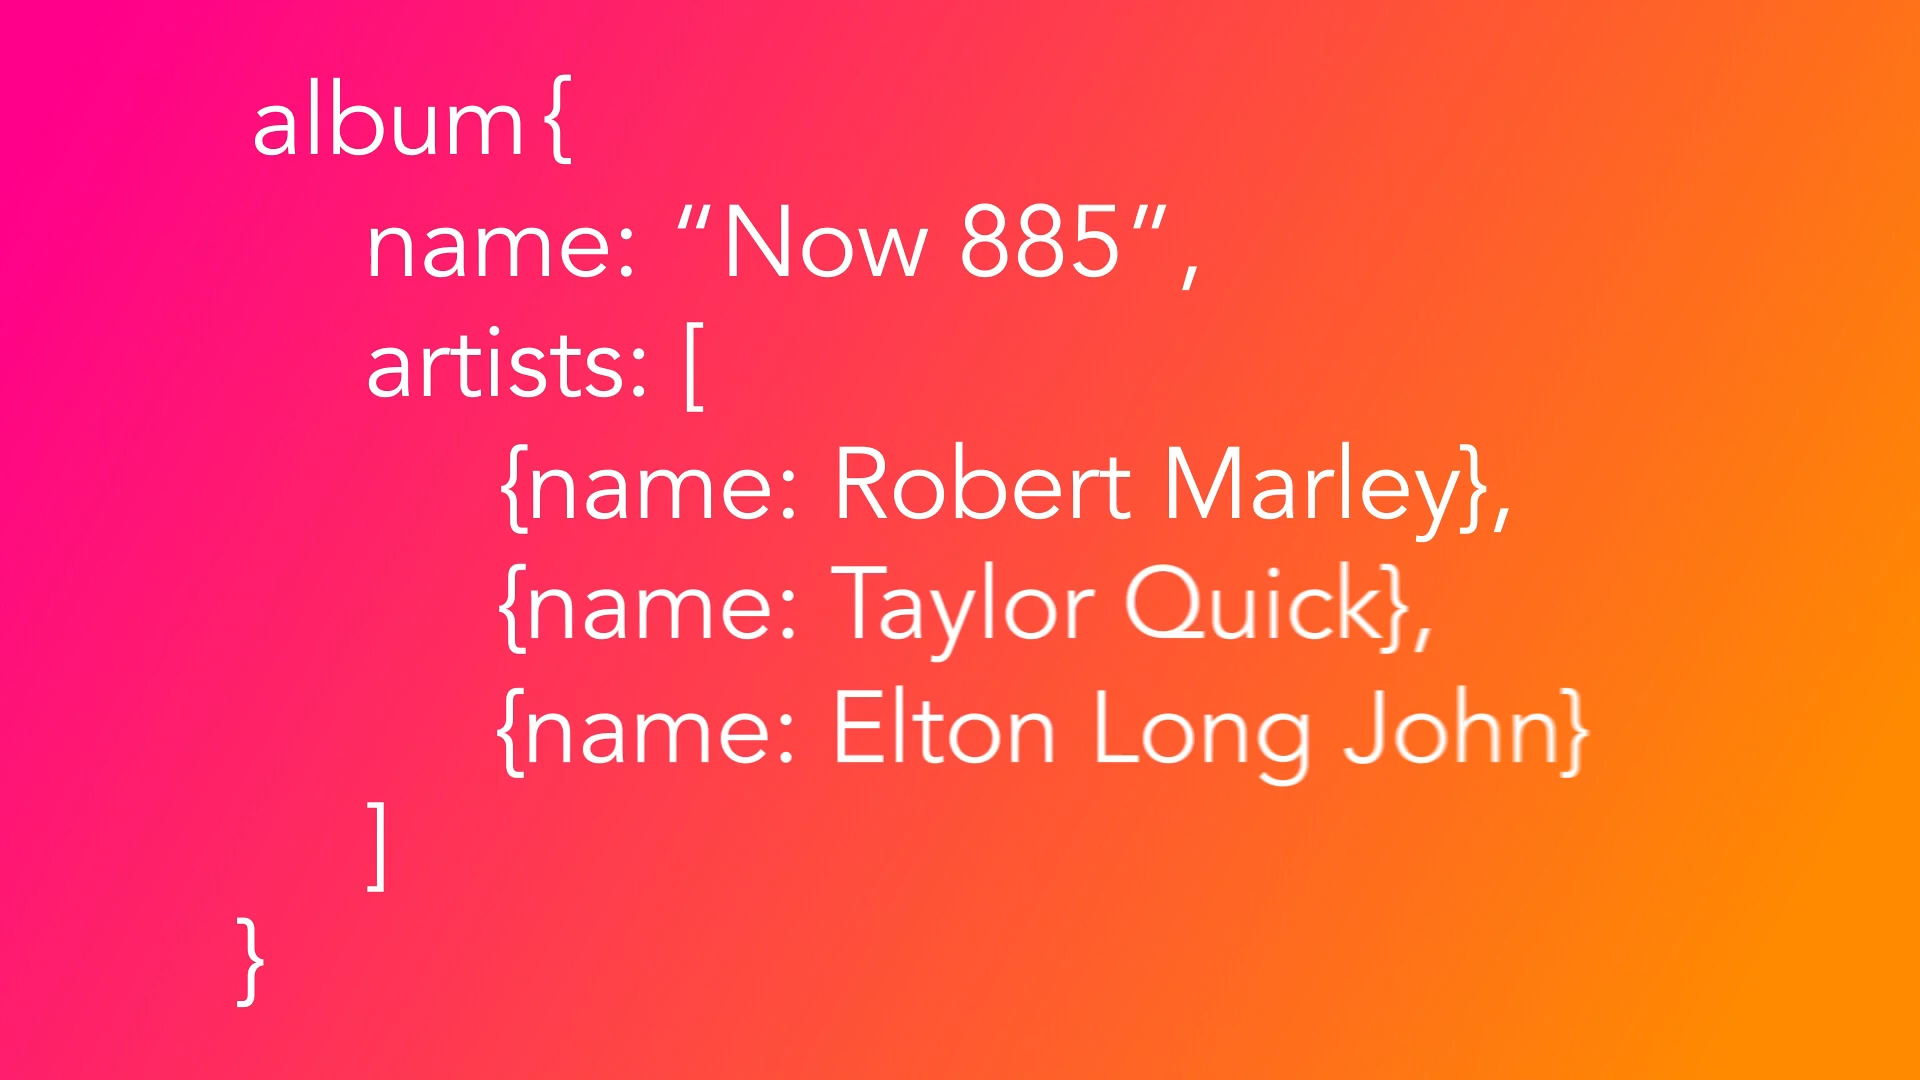 album {
name: “Now 885”,
artists: [
{name: Robert Marley},
{name: Taylor Quick},
{name: Elton Long John}
]
}